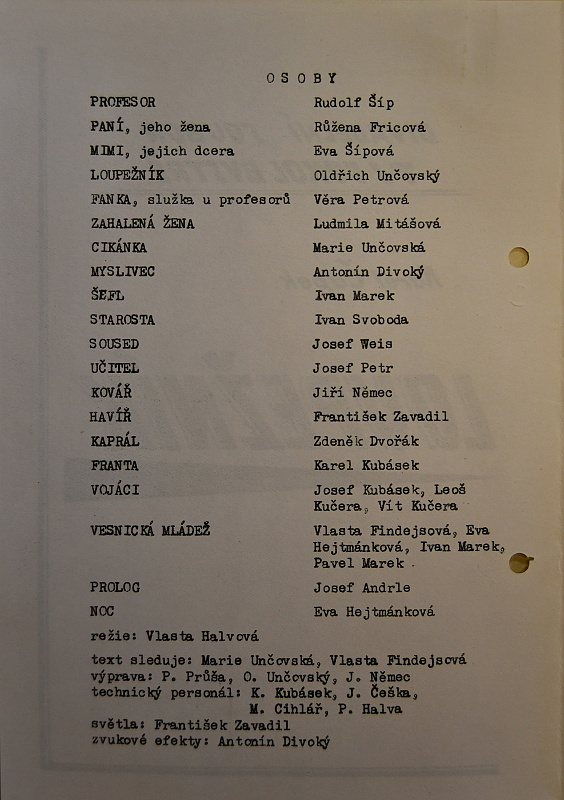 O S O B Y
PROFESOR Rudolf Šíp
PANÍ, jeho žena Růžena Fricová
MIMI, jejich dcera Eva Šípová
LOUPEŽNÍK Oldřich Unčovský
FANKA, služka u profesorů Věra Petrová
ZAHALENÁ ŽENA Ludmila Mitášová
CIKÁNKA Marie Unčovská
MYSLIVEC Antonín Divoký
ŠEFL Ivan Marek
STAROSTA Ivan Svoboda
SOUSED Josef Weis
UČITEL Josef Petr
KOVÁŘ Jiří Němec
HAVÍŘ František Zavadil
KAPRÁL Zdeněk Dvořák
FRANTA Karel Kubásek
VOJÁCI Josef Kubásek, Leoš
Kučera, Vít Kučera
VESNICKÁ MLÁDEŽ Vlasta Findejsová, Eva
Hejtmánková, Ivan Marek,
Pavel Marek
PROLOG Josef Andrle
NOC Eva Hejtmánková
režie: Vlasta Halvová
text sleduje: Marie Unčovská, Vlasta Findejsová
výprava: P. Průša, O. Unčovský, J. Němec
technický personál: K. Kubásek, J. Češka,
M. Cihlář, P. Halva
světla: František Zavadil
zvukové efekty: Antonín Divoký